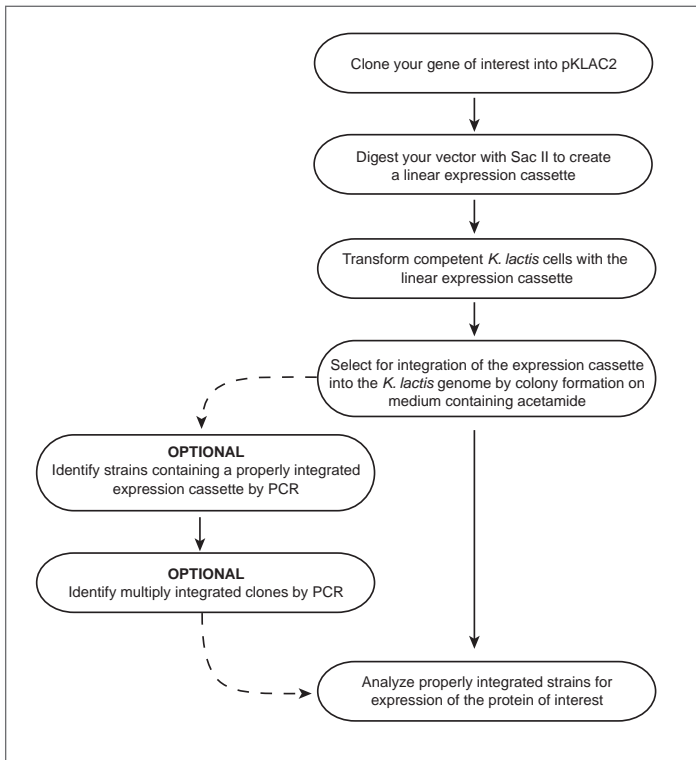 Clone your gene of interest into pKLAC2
Digest your vector with Sac II to create
a linear expression cassette
Transform competent K. lactis cells with the
linear expression cassette
Select for integration of the expression cassette
into the K. lactis genome by colony formation on
medium containing acetamide
OPTIONAL
Identify strains containing a properly integrated
expression cassette by PCR
OPTIONAL
Identify multiply integrated clones by PCR
Analyze properly integrated strains for
expression of the protein of interest